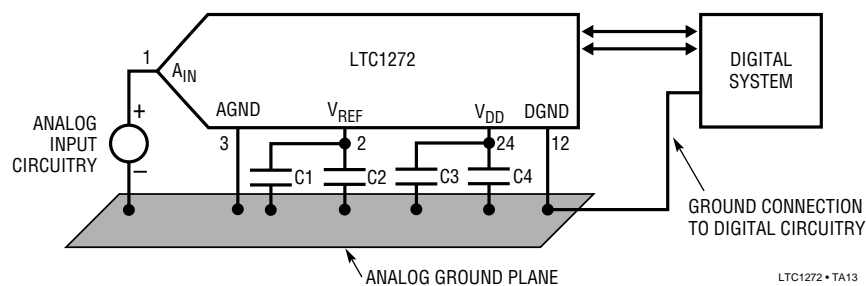 1
A_IN
LTC1272
DIGITAL
SYSTEM
+
ANALOG
INPUT
CIRCUITRY
–
AGND
V_REF
V_DD
DGND
3
2
24
12
C1
C2
C3
C4
GROUND CONNECTION
TO DIGITAL CIRCUITRY
ANALOG GROUND PLANE
LTC1272 • TA13